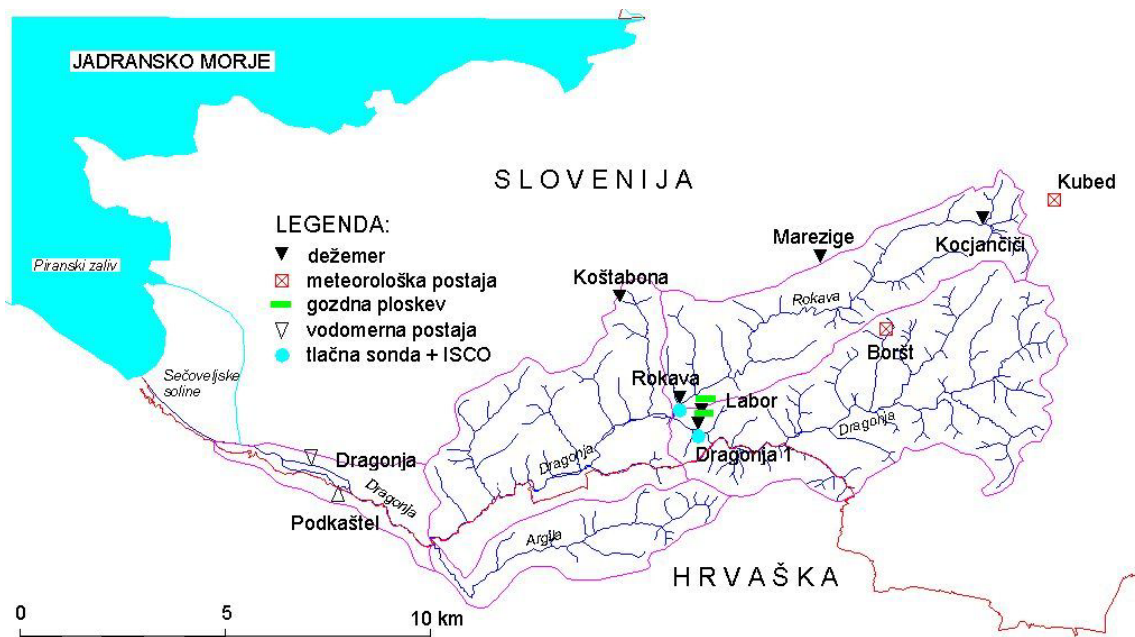 JADRANSKO MORJE
SLOVENIJA
Kubed
LEGENDA:
dežemer
meteorološka postaja
gozdna ploskev
vodomerna postaja
tlačna sonda + ISCO
Marezige
Kocjančiči
Piranski zaliv
Koštabona
Rokava
Boršt
Sečoveljske
soline
Rokava
Labor
Dragonja
Dragonja 1
Dragonja
Dragonja
Dragonja
Podkaštel
Argila
HRVAŠKA
0 5 10 km